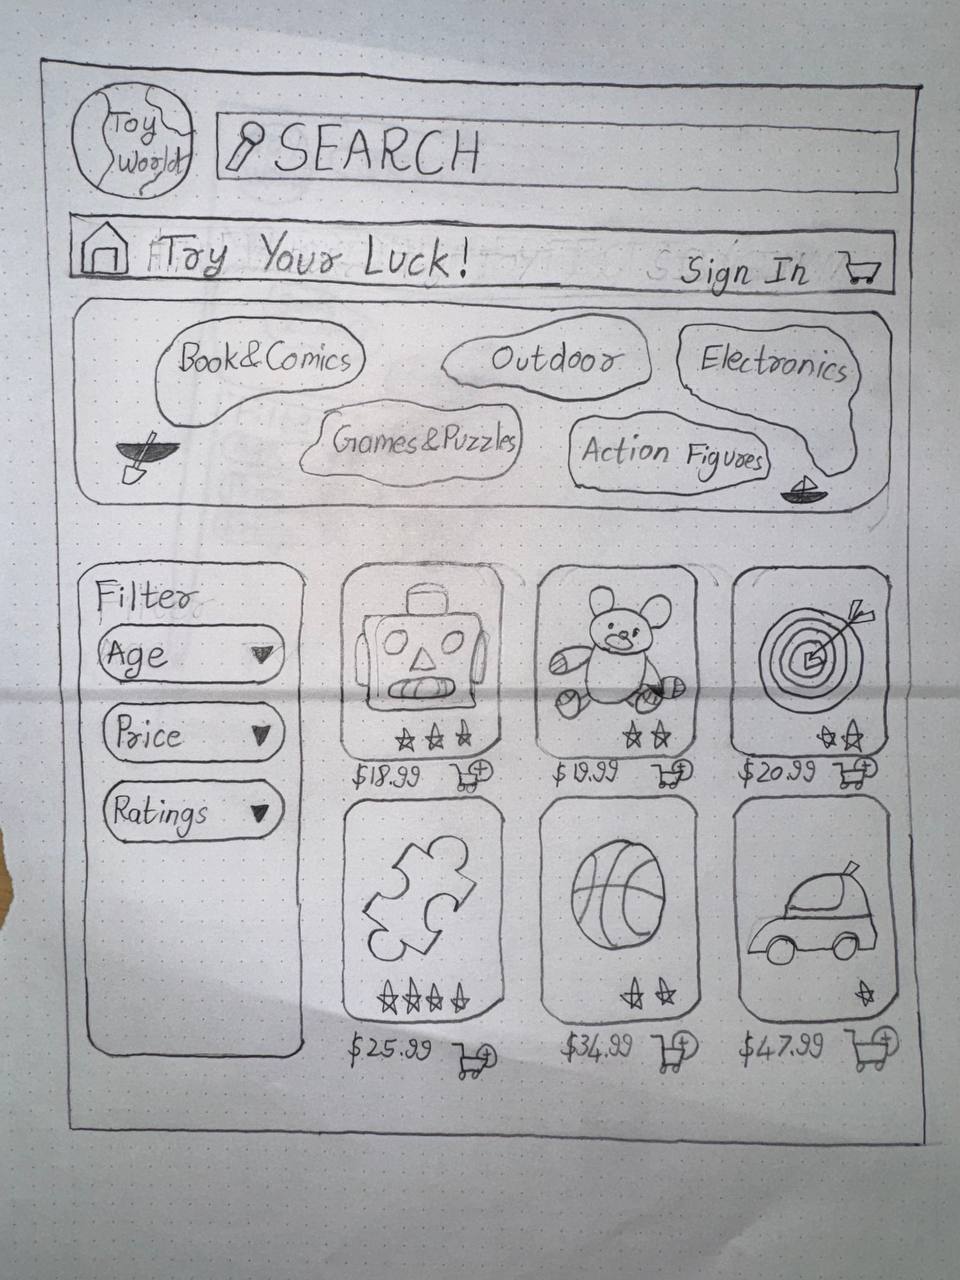 Toy
World
SEARCH
Try Your Luck!
Sign In
Book&Comics
Outdoor
Electronics
Games&Puzzles
Action Figures
Filter
Age
Price
Ratings
$18.99
$19.99
$20.99
$25.99
$34.99
$47.99